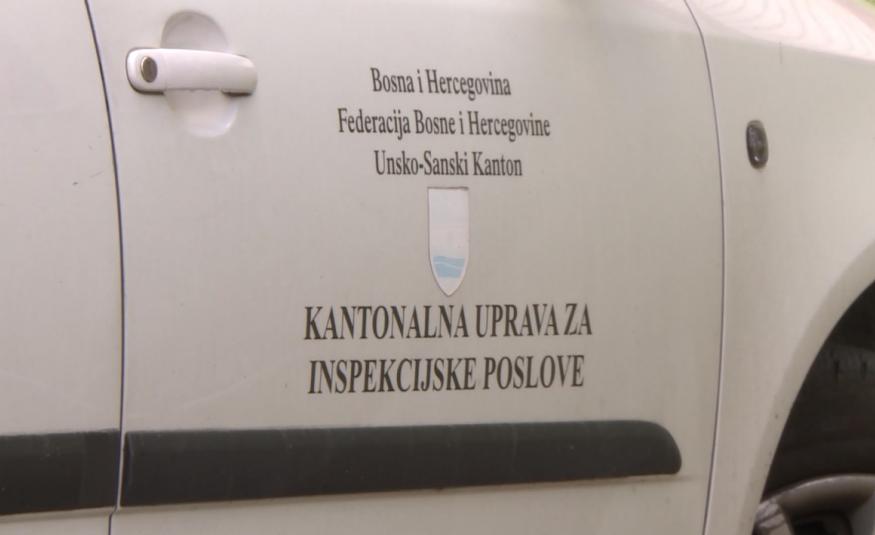 Bosna i Hercegovina
Federacija Bosne i Hercegovine
Unsko-Sanski Kanton
KANTONALNA UPRAVA ZA
INSPEKCIJSKE POSLOVE